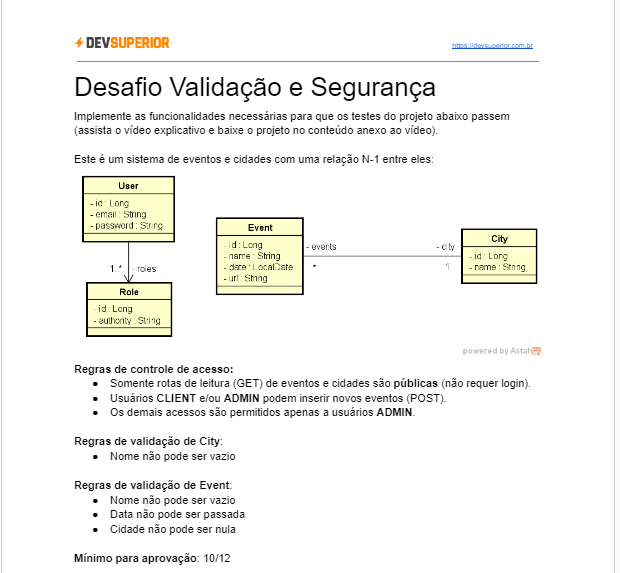 DEVSUPERIOR
https://devsuperior.com.br
Desafio Validação e Segurança
Implemente as funcionalidades necessárias para que os testes do projeto abaixo passem
(assista o vídeo explicativo e baixe o projeto no conteúdo anexo ao vídeo).
Este é um sistema de eventos e cidades com uma relação N-1 entre eles:
User
- id : Long
- email : String
- password : String
1..*
- roles
Role
- id : Long
- authority : String
Event
- id : Long
- name : String
- date : LocalDate
- url : String
- events
*
- city
1
City
- id : Long
- name : String
powered by Astah
Regras de controle de acesso:
● Somente rotas de leitura (GET) de eventos e cidades são públicas (não requer login).
● Usuários CLIENT e/ou ADMIN podem inserir novos eventos (POST).
● Os demais acessos são permitidos apenas a usuários ADMIN.
Regras de validação de City:
● Nome não pode ser vazio
Regras de validação de Event:
● Nome não pode ser vazio
● Data não pode ser passada
● Cidade não pode ser nula
Mínimo para aprovação: 10/12